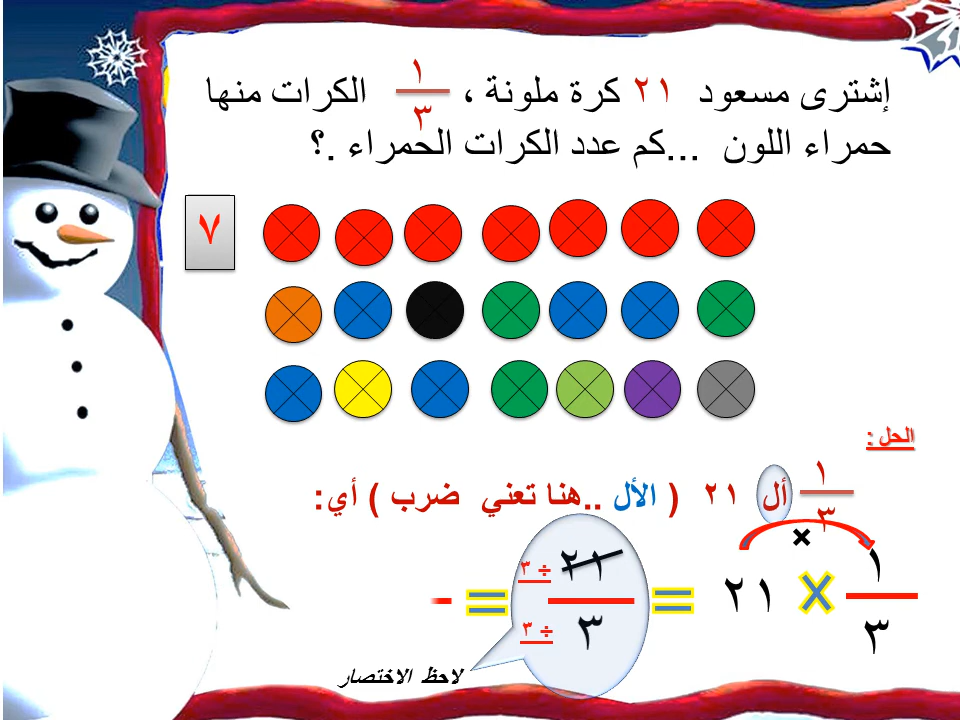 إشترى مسعود ٢١ كرة ملونة ، ١/٣ الكرات منها
حمراء اللون ...كم عدد الكرات الحمراء .؟
٧
الحل :
١/٣ أل ٢١ ( الأل ..هنا تعني ضرب ) أي:
×
١/٣ × ٢١ = ٢١/٣ = -
÷ ٣
÷ ٣
لاحظ الاختصار